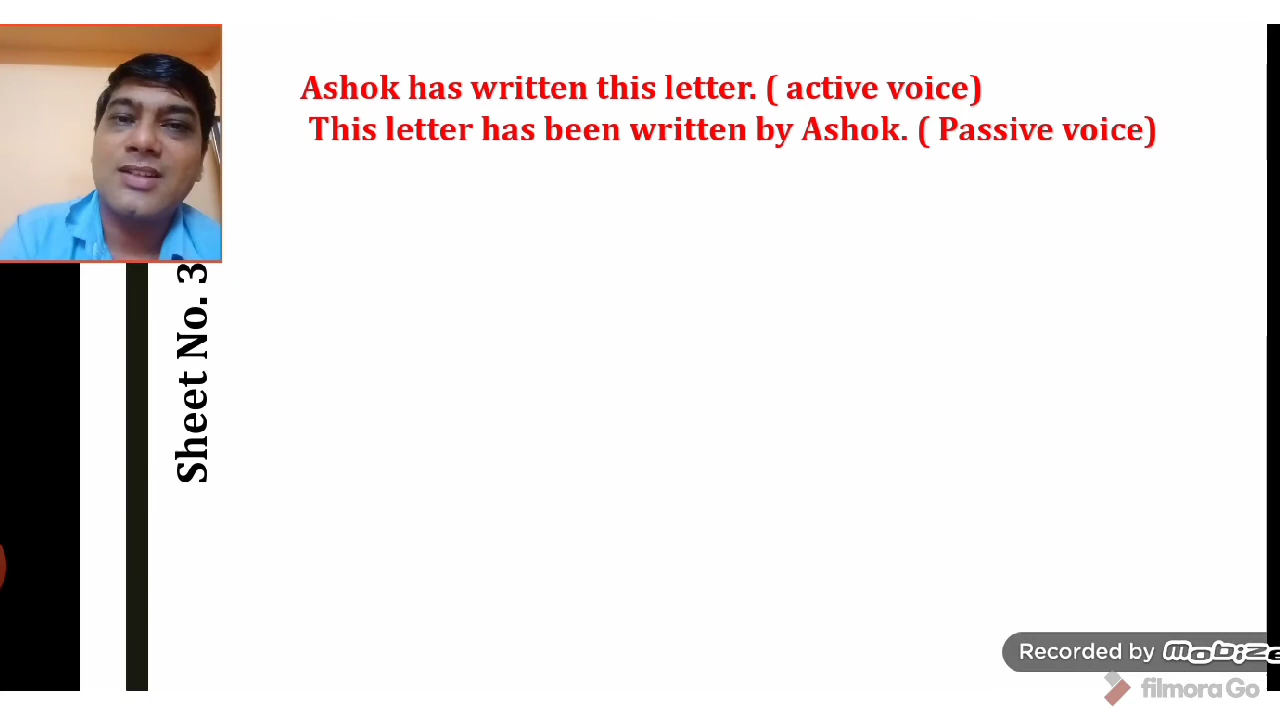 Ashok has written this letter. ( active voice)
This letter has been written by Ashok. ( Passive voice)
Sheet No. 3
Recorded by
filmora Go